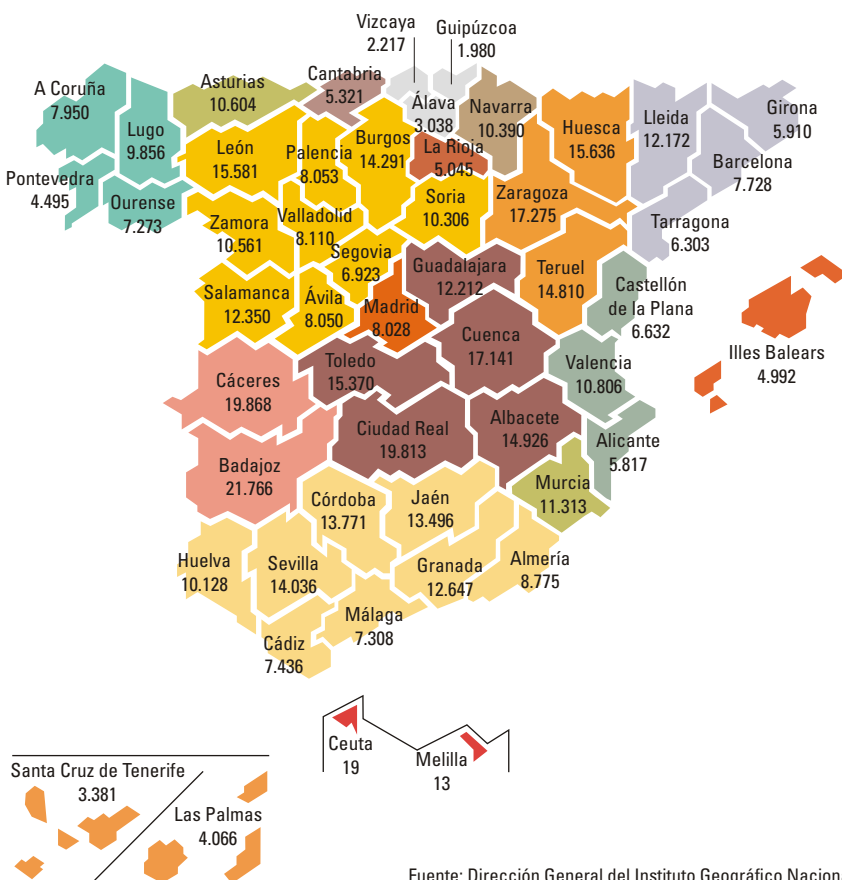 Vizcaya
2.217
Guipúzcoa
1.980
A Coruña
7.950
Asturias
10.604
Cantabria
5.321
Álava
3.038
Navarra
10.390
Huesca
15.636
Lleida
12.172
Girona
5.910
Lugo
9.856
León
15.581
Palencia
8.053
Burgos
14.291
La Rioja
5.045
Barcelona
7.728
Pontevedra
4.495
Ourense
7.273
Zamora
10.561
Valladolid
8.110
Soria
10.306
Zaragoza
17.275
Tarragona
6.303
Segovia
6.923
Guadalajara
12.212
Teruel
14.810
Castellón
de la Plana
6.632
Salamanca
12.350
Ávila
8.050
Madrid
8.028
Cuenca
17.141
Illes Balears
4.992
Toledo
15.370
Valencia
10.806
Cáceres
19.868
Ciudad Real
19.813
Albacete
14.926
Alicante
5.817
Badajoz
21.766
Murcia
11.313
Córdoba
13.771
Jaén
13.496
Huelva
10.128
Sevilla
14.036
Granada
12.647
Almería
8.775
Málaga
7.308
Cádiz
7.436
Ceuta
19
Melilla
13
Santa Cruz de Tenerife
3.381
Las Palmas
4.066
Fuente: Dirección General del Instituto Geográfico Nacional